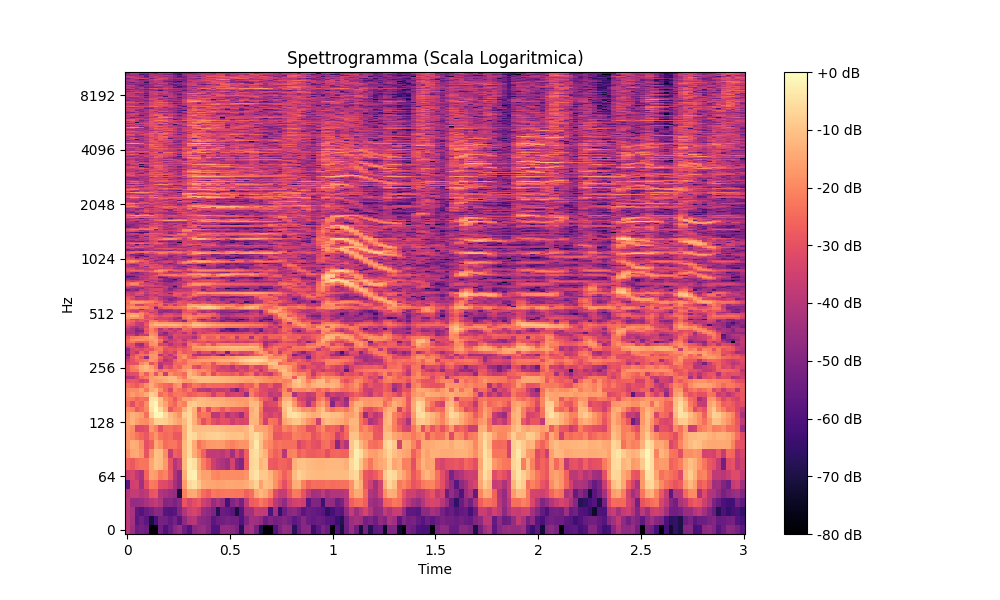 Spettrogramma (Scala Logaritmica)
Hz
8192
4096
2048
1024
512
256
128
64
0
0 0.5 1 1.5 2 2.5 3
Time
+0 dB
-10 dB
-20 dB
-30 dB
-40 dB
-50 dB
-60 dB
-70 dB
-80 dB